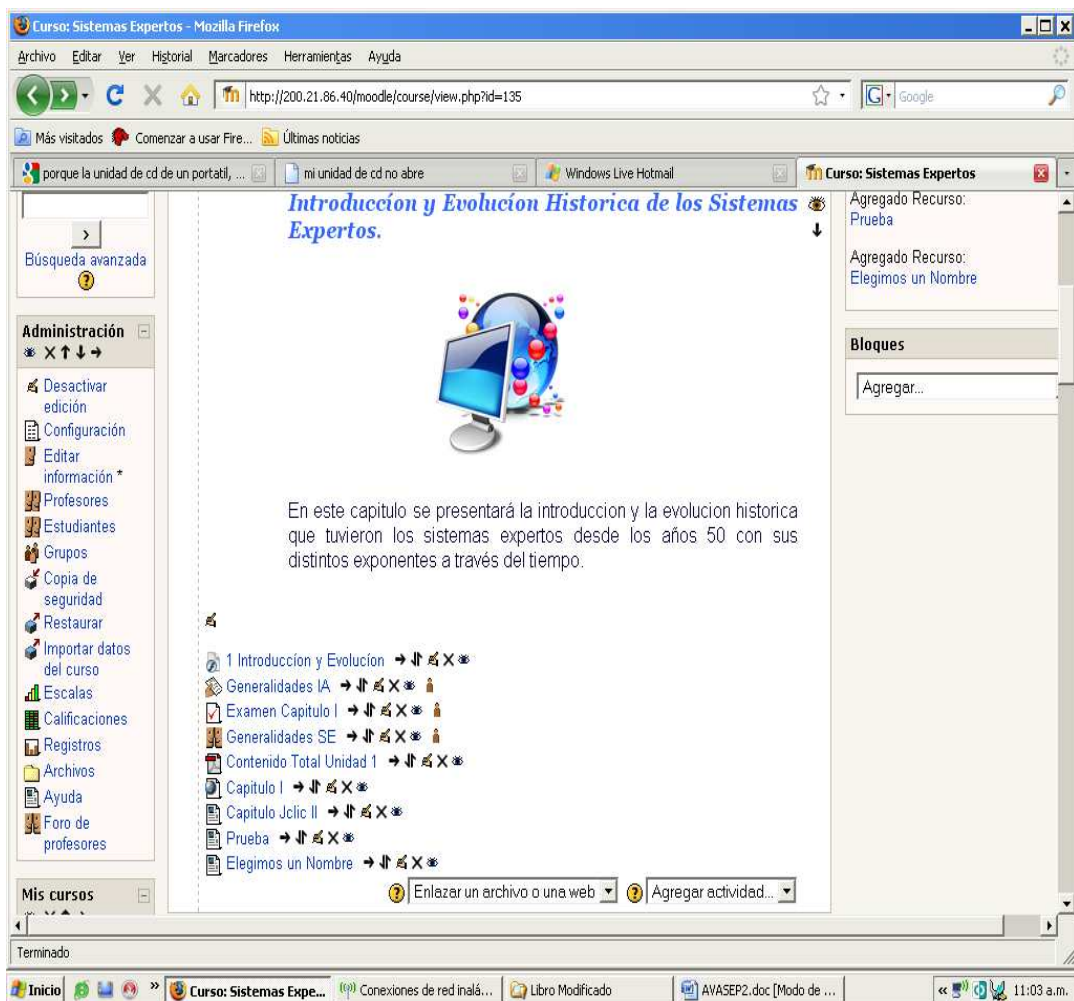 Curso: Sistemas Expertos - Mozilla Firefox
Archivo Editar Ver Historial Marcadores Herramientas Ayuda
http://200.21.86.40/moodle/course/view.php?id=135
G Google
Más visitados Comenzar a usar Fire... Últimas noticias
porque la unidad de cd de un portatil, ... mi unidad de cd no abre Windows Live Hotmail Curso: Sistemas Expertos
Búsqueda avanzada
Administración
Desactivar
edición
Configuración
Editar
información *
Profesores
Estudiantes
Grupos
Copia de
seguridad
Restaurar
Importar datos
del curso
Escalas
Calificaciones
Registros
Archivos
Ayuda
Foro de
profesores
Mis cursos
Introduccíon y Evolucíon Historica de los Sistemas
Expertos.
En este capitulo se presentará la introduccion y la evolucion historica
que tuvieron los sistemas expertos desde los años 50 con sus
distintos exponentes a través del tiempo.
1 Introduccíon y Evolucíon
Generalidades IA
Examen Capitulo I
Generalidades SE
Contenido Total Unidad 1
Capitulo I
Capitulo Jclic II
Prueba
Elegimos un Nombre
Enlazar un archivo o una web Agregar actividad...
Agregado Recurso:
Prueba
Agregado Recurso:
Elegimos un Nombre
Bloques
Agregar...
Terminado
Inicio » Curso: Sistemas Expe... Conexiones de red inalá... Libro Modificado AVASEP2.doc [Modo de ... « 11:03 a.m.